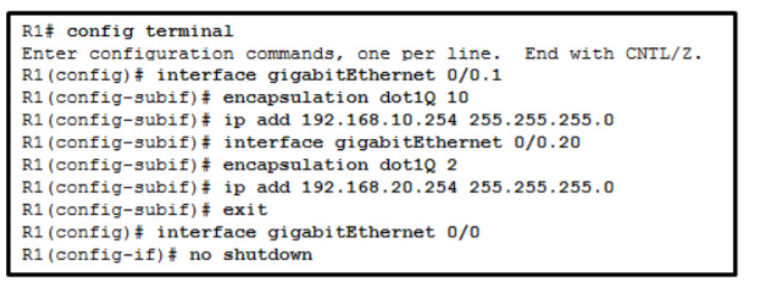 R1# config terminal
Enter configuration commands, one per line.  End with CNTL/Z.
R1(config)# interface gigabitEthernet 0/0.1
R1(config-subif)# encapsulation dot1Q 10
R1(config-subif)# ip add 192.168.10.254 255.255.255.0
R1(config-subif)# interface gigabitEthernet 0/0.20
R1(config-subif)# encapsulation dot1Q 2
R1(config-subif)# ip add 192.168.20.254 255.255.255.0
R1(config-subif)# exit
R1(config)# interface gigabitEthernet 0/0
R1(config-if)# no shutdown